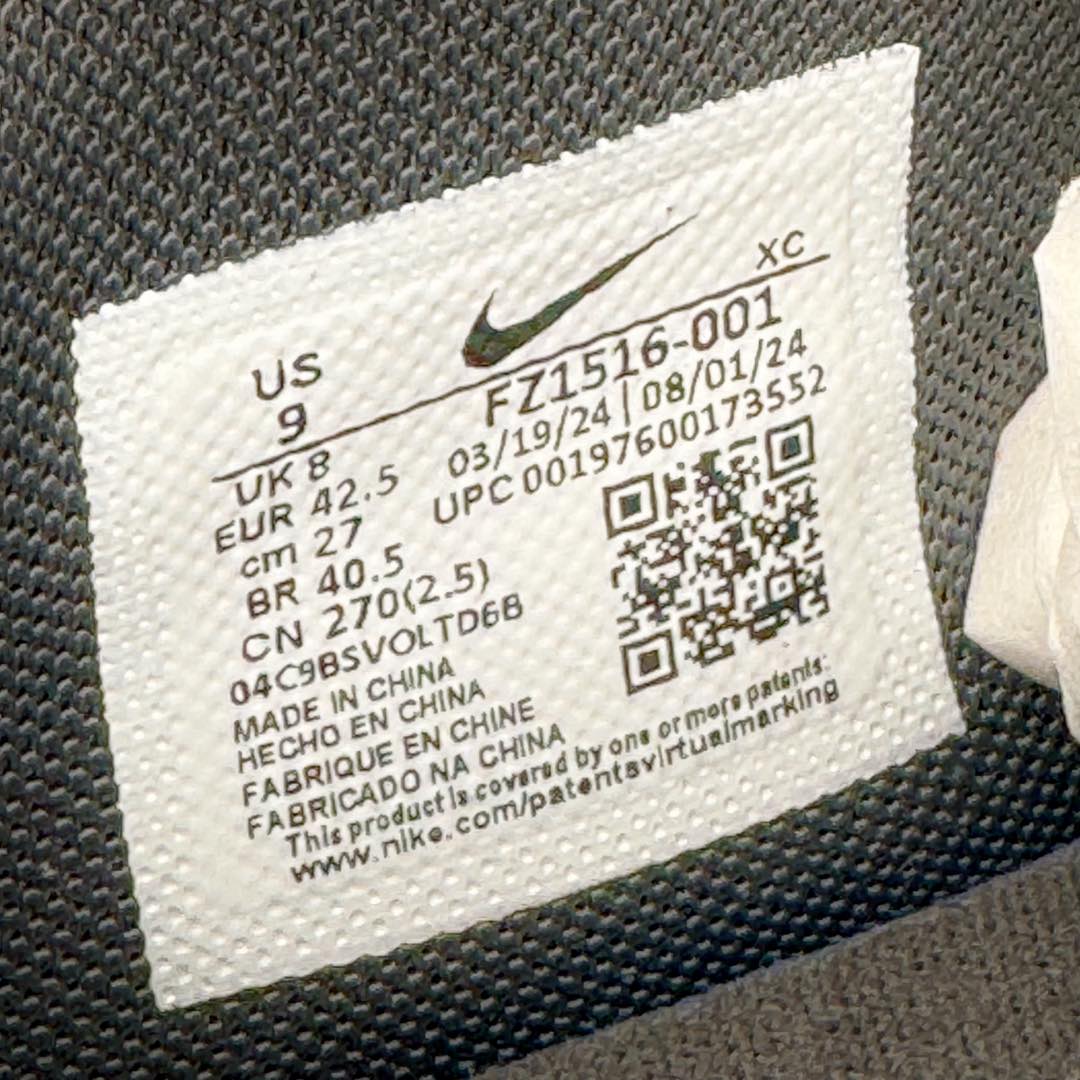 US
9
XC
FZ1516-001
03/19/24 | 08/01/24
UPC 00197600173552
UK 8
EUR 42.5
cm 27
BR 40.5
CN 270(2.5)
04C9BSVOLTD6B
MADE IN CHINA
HECHO EN CHINA
FABRIQUE EN CHINE
FABRICADO NA CHINA
This product is covered by one or more patents:
www.nike.com/patentsvirtualmarking